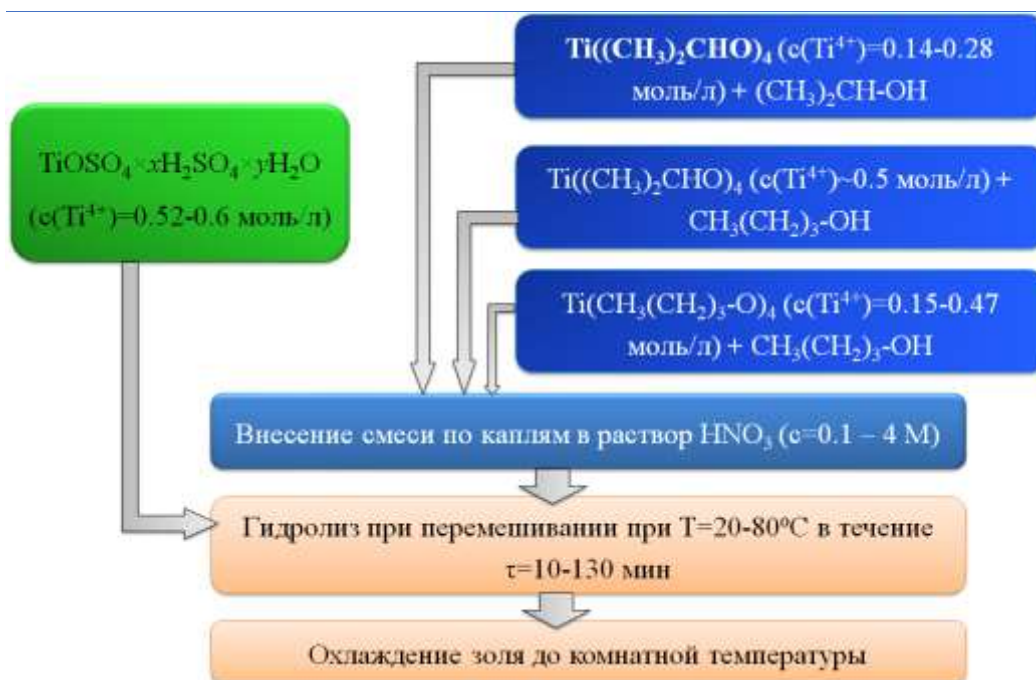 Ti((CH₃)₂CHO)₄ (c(Ti⁴⁺)=0.14-0.28
моль/л) + (CH₃)₂CH-OH
TiOSO₄×xH₂SO₄×yH₂O
(c(Ti⁴⁺)=0.52-0.6 моль/л)
Ti((CH₃)₂CHO)₄ (c(Ti⁴⁺)~0.5 моль/л) +
CH₃(CH₂)₃-OH
Ti(CH₃(CH₂)₃-O)₄ (c(Ti⁴⁺)=0.15-0.47
моль/л) + CH₃(CH₂)₃-OH
Внесение смеси по каплям в раствор HNO₃ (c=0.1 – 4 М)
Гидролиз при перемешивании при T=20-80⁰C в течение
τ=10-130 мин
Охлаждение золя до комнатной температуры